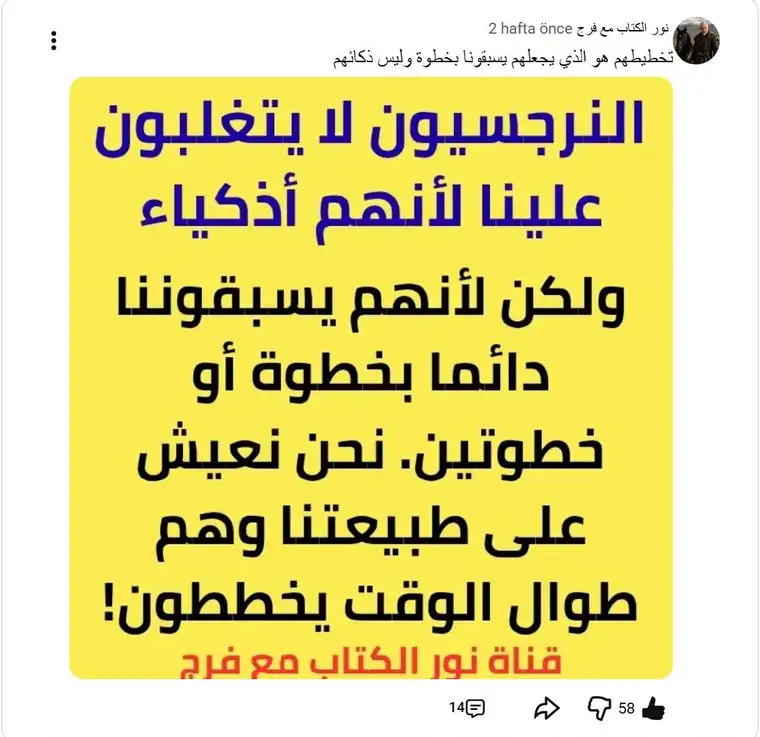 نور الكتاب مع فرج 2 hafta önce
تخطيطهم هو الذي يجعلهم يسبقونا بخطوة وليس ذكائهم
النرجسيون لا يتغلبون
علينا لأنهم أذكياء
ولكن لأنهم يسبقوننا
دائما بخطوة أو
خطوتين. نحن نعيش
على طبيعتنا وهم
طوال الوقت يخططون!
قناة نور الكتاب مع فرج
58
14